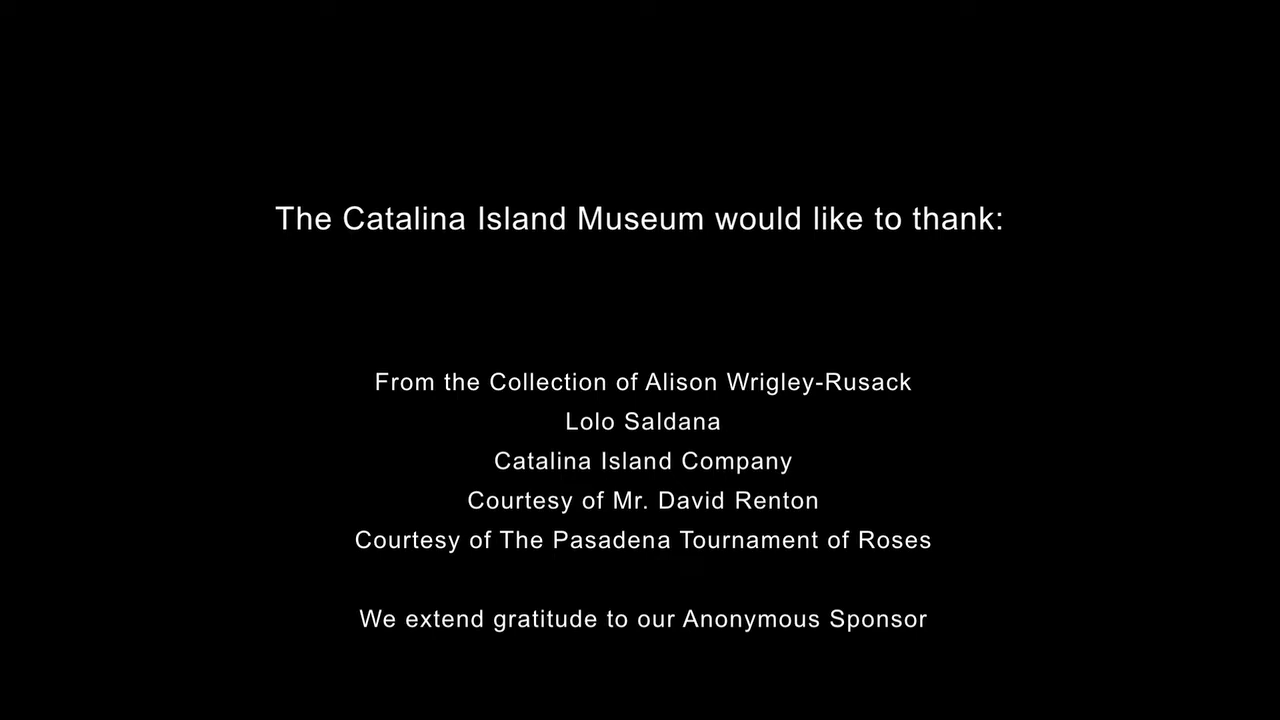 The Catalina Island Museum would like to thank:
From the Collection of Alison Wrigley-Rusack
Lolo Saldana
Catalina Island Company
Courtesy of Mr. David Renton
Courtesy of The Pasadena Tournament of Roses
We extend gratitude to our Anonymous Sponsor